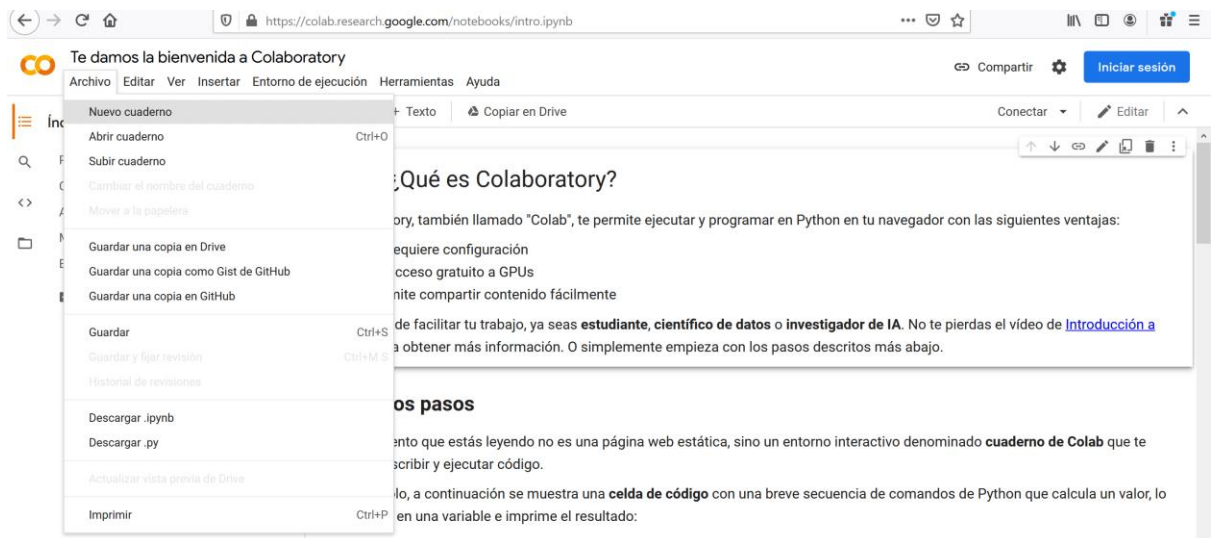 https://colab.research.google.com/notebooks/intro.ipynb
Te damos la bienvenida a Colaboratory
Compartir
Iniciar sesión
Archivo Editar Ver Insertar Entorno de ejecución Herramientas Ayuda
+ Texto Copiar en Drive Conectar Editar
Nuevo cuaderno
Abrir cuaderno Ctrl+O
Subir cuaderno
Cambiar el nombre del cuaderno
Mover a la papelera
Guardar una copia en Drive
Guardar una copia como Gist de GitHub
Guardar una copia en GitHub
Guardar Ctrl+S
Guardar y fijar revisión Ctrl+M S
Historial de revisiones
Descargar .ipynb
Descargar .py
Actualizar vista previa de Drive
Imprimir Ctrl+P
¿Qué es Colaboratory?
ory, también llamado "Colab", te permite ejecutar y programar en Python en tu navegador con las siguientes ventajas:
equiere configuración
cceso gratuito a GPUs
mite compartir contenido fácilmente
de facilitar tu trabajo, ya seas estudiante, científico de datos o investigador de IA. No te pierdas el vídeo de Introducción a
a obtener más información. O simplemente empieza con los pasos descritos más abajo.
os pasos
ento que estás leyendo no es una página web estática, sino un entorno interactivo denominado cuaderno de Colab que te
scribir y ejecutar código.
lo, a continuación se muestra una celda de código con una breve secuencia de comandos de Python que calcula un valor, lo
en una variable e imprime el resultado: